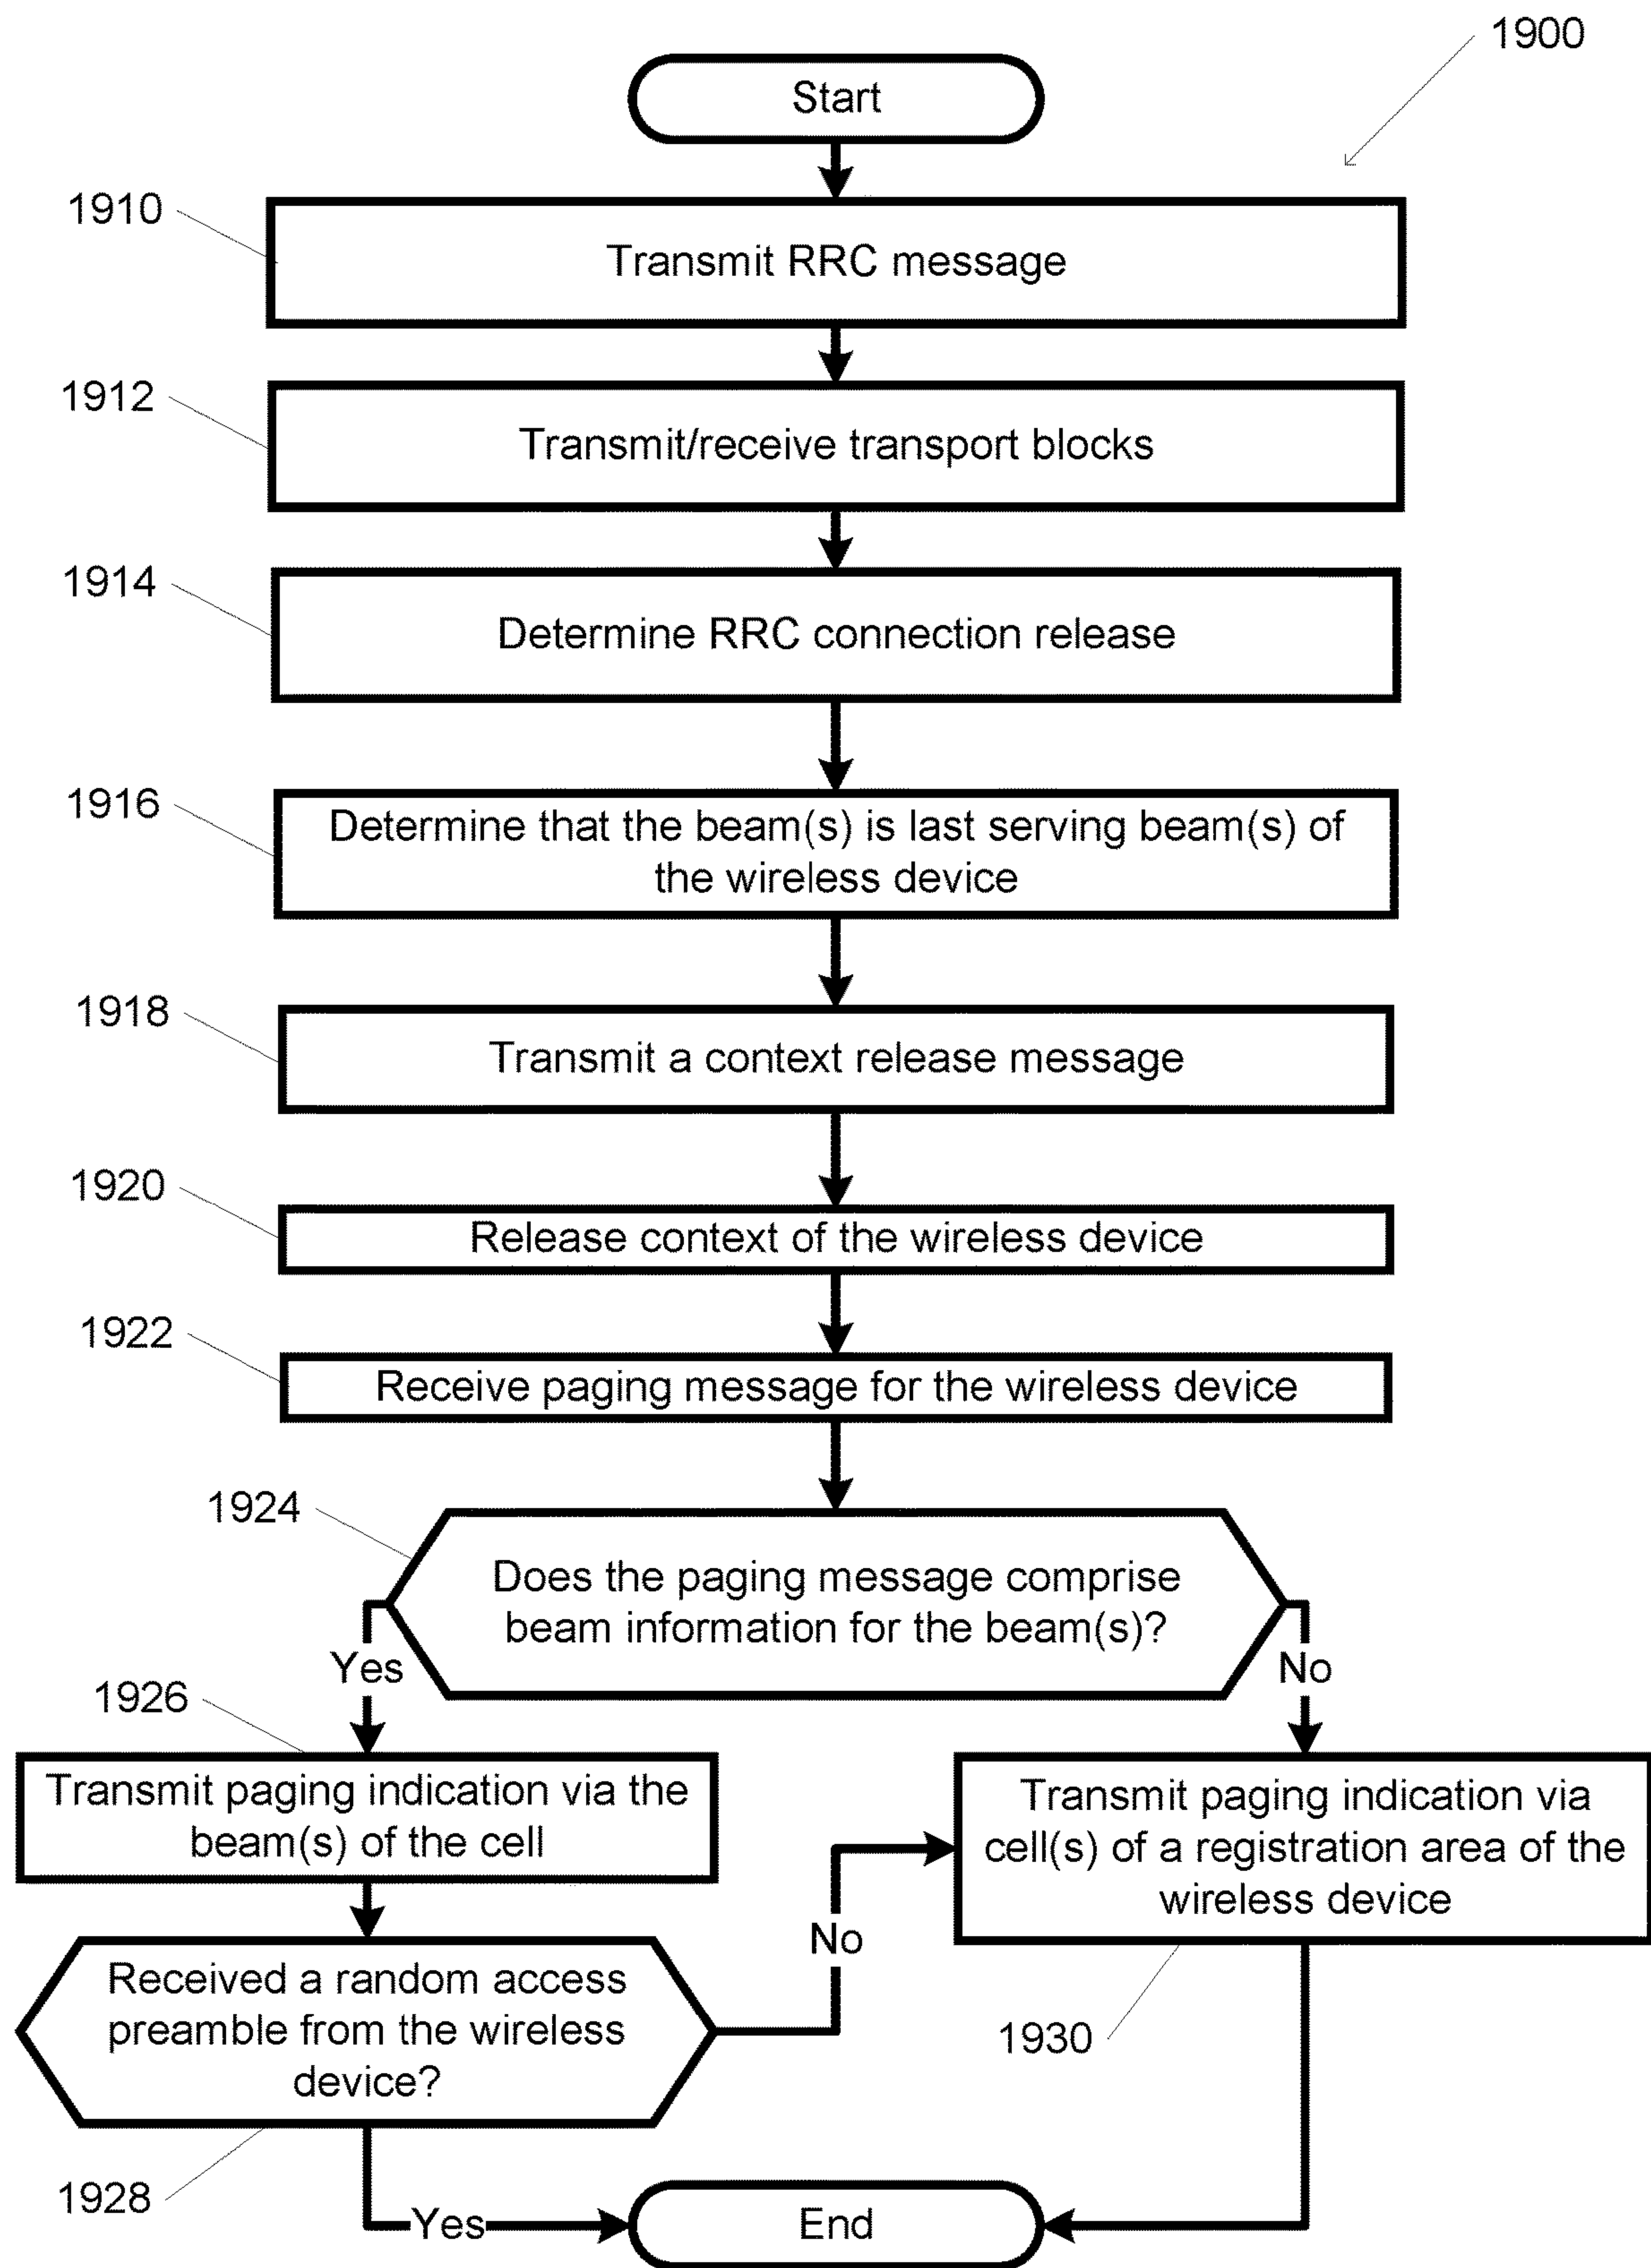 1900
Start
1910
Transmit RRC message
1912
Transmit/receive transport blocks
1914
Determine RRC connection release
1916
Determine that the beam(s) is last serving beam(s) of
the wireless device
1918
Transmit a context release message
1920
Release context of the wireless device
1922
Receive paging message for the wireless device
1924
Does the paging message comprise
beam information for the beam(s)?
Yes
No
1926
Transmit paging indication via the
beam(s) of the cell
Transmit paging indication via
cell(s) of a registration area of the
wireless device
No
Received a random access
preamble from the wireless
device?
1930
1928
Yes
End